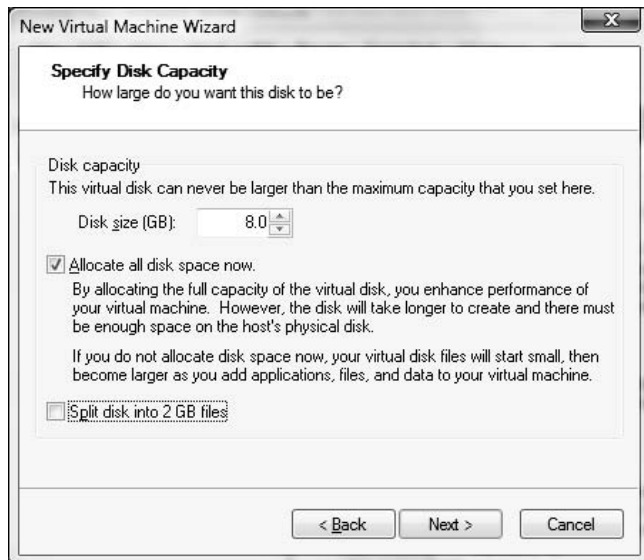 New Virtual Machine Wizard
Specify Disk Capacity
How large do you want this disk to be?
Disk capacity
This virtual disk can never be larger than the maximum capacity that you set here.
Disk size (GB): 8.0
Allocate all disk space now.
By allocating the full capacity of the virtual disk, you enhance performance of
your virtual machine. However, the disk will take longer to create and there must
be enough space on the host's physical disk.
If you do not allocate disk space now, your virtual disk files will start small, then
become larger as you add applications, files, and data to your virtual machine.
Split disk into 2 GB files
< Back Next > Cancel